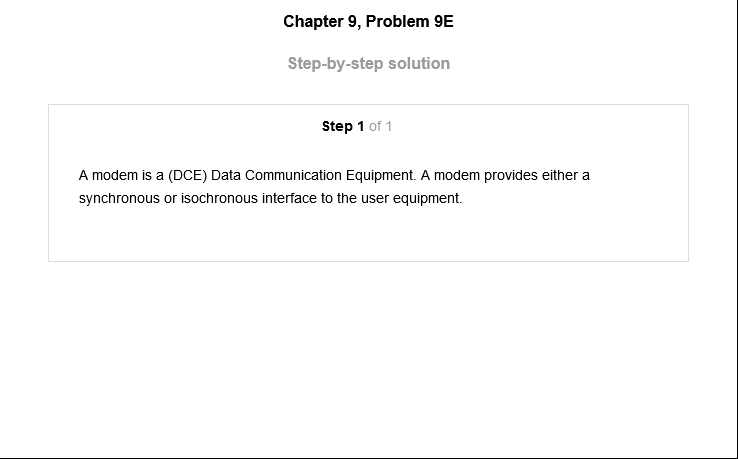 Chapter 9, Problem 9E
Step-by-step solution
Step 1 of 1
A modem is a (DCE) Data Communication Equipment. A modem provides either a
synchronous or isochronous interface to the user equipment.